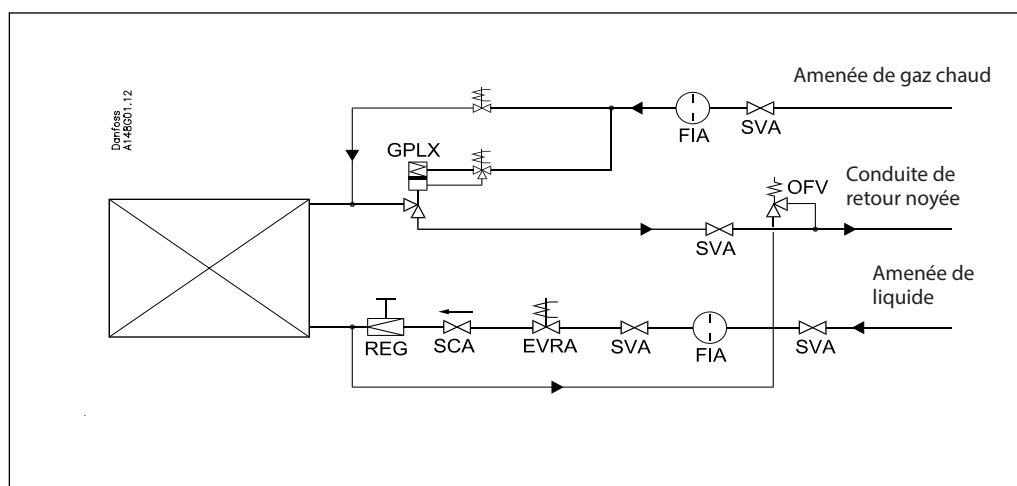 Danfoss
A148G01.12
Amenée de gaz chaud
FIA
SVA
GPLX
OFV
Conduite de
retour noyée
SVA
Amenée de
liquide
REG
SCA
EVRA
SVA
FIA
SVA